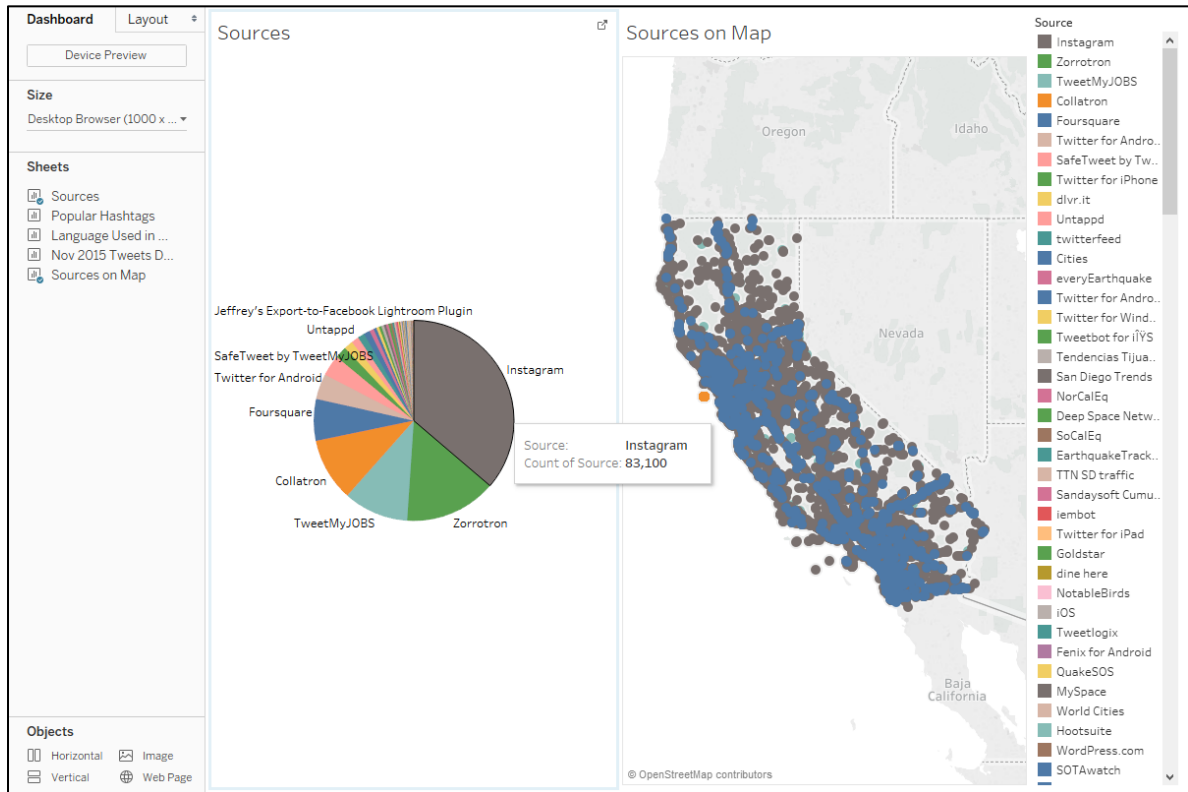 Dashboard Layout
Device Preview
Size
Desktop Browser (1000 x ...
Sheets
Sources
Popular Hashtags
Language Used in ...
Nov 2015 Tweets D...
Sources on Map
Objects
Horizontal Image
Vertical Web Page
Sources
Jeffrey's Export-to-Facebook Lightroom Plugin
Untappd
SafeTweet by TweetMyJOBS
Twitter for Android
Foursquare
Collatron
TweetMyJOBS
Zorrotron
Instagram
Source: Instagram
Count of Source: 83,100
Sources on Map
Oregon
Idaho
Nevada
Baja
California
© OpenStreetMap contributors
Source
Instagram
Zorrotron
TweetMyJOBS
Collatron
Foursquare
Twitter for Andro..
SafeTweet by Tw..
Twitter for iPhone
dlvr.it
Untappd
twitterfeed
Cities
everyEarthquake
Twitter for Andro..
Twitter for Wind..
Tweetbot for iÎŸS
Tendencias Tijua..
San Diego Trends
NorCalEq
Deep Space Netw..
SoCalEq
EarthquakeTrack..
TTN SD traffic
Sandaysoft Cumu..
iembot
Twitter for iPad
Goldstar
dine here
NotableBirds
iOS
Tweetlogix
Fenix for Android
QuakeSOS
MySpace
World Cities
Hootsuite
WordPress.com
SOTAwatch